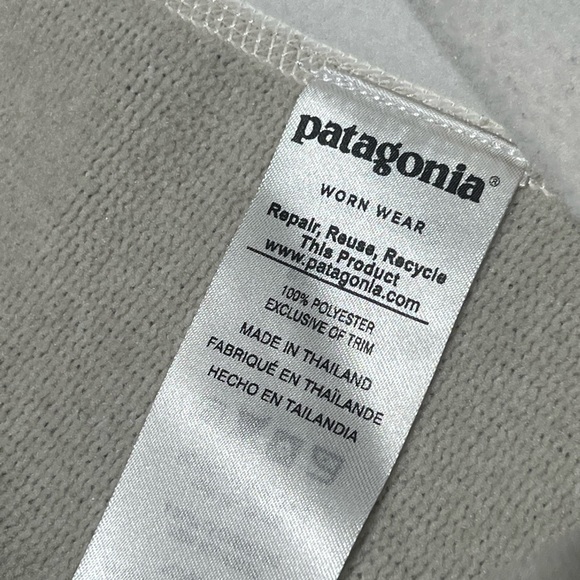 patagonia®
WORN WEAR
Repair, Reuse, Recycle
This Product
www.patagonia.com
100% POLYESTER
EXCLUSIVE OF TRIM
MADE IN THAILAND
FABRIQUÉ EN THAÏLANDE
HECHO EN TAILANDIA